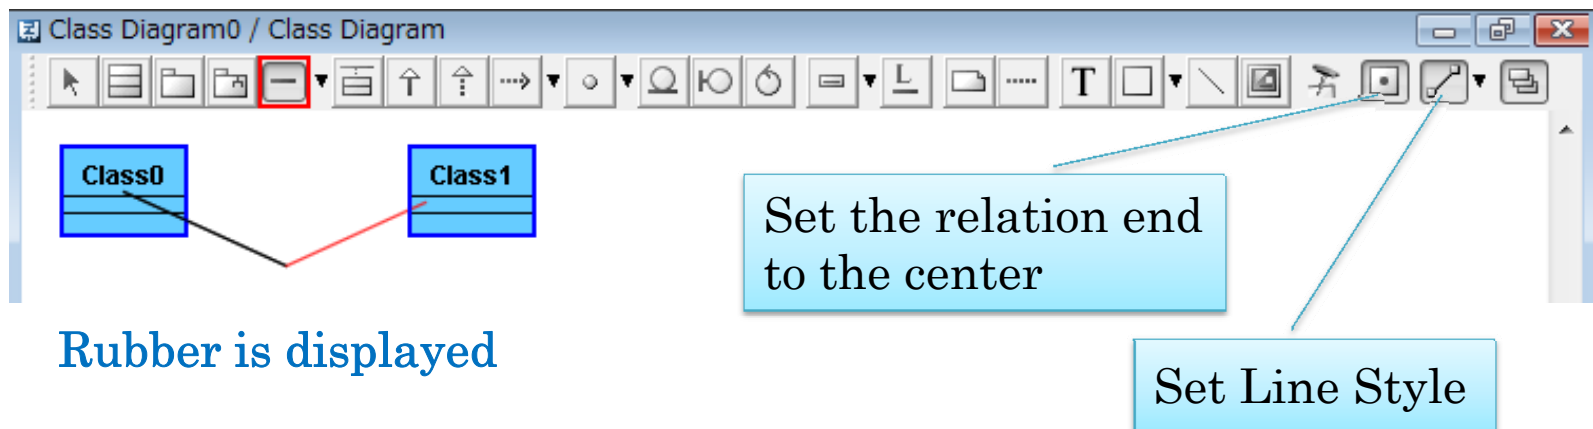 Class Diagram0 / Class Diagram
L
T
Class0
Class1
Set the relation end
to the center
Rubber is displayed
Set Line Style